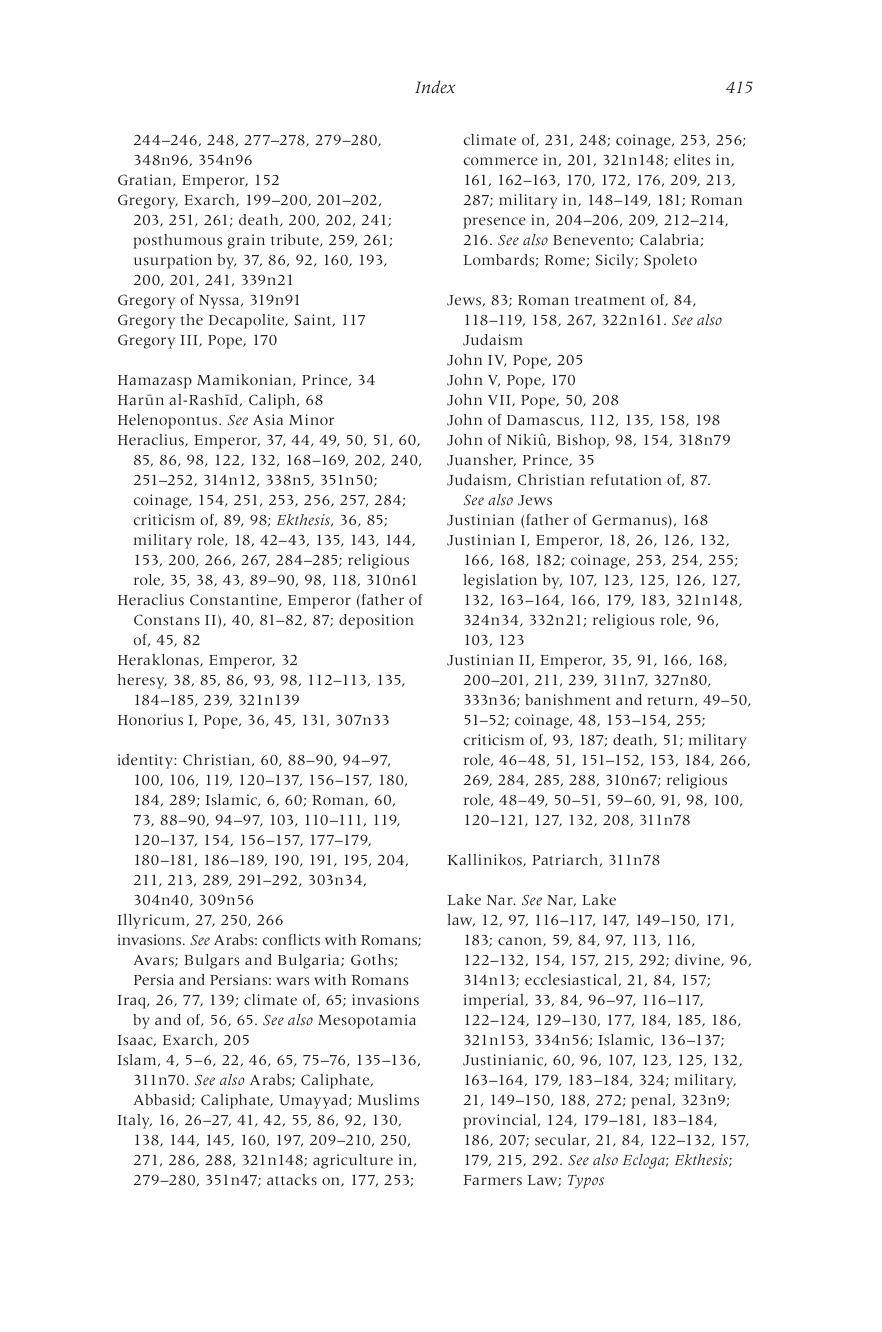 Index
415
244–246, 248, 277–278, 279–280,
348n96, 354n96
Gratian, Emperor, 152
Gregory, Exarch, 199–200, 201–202,
203, 251, 261; death, 200, 202, 241;
posthumous grain tribute, 259, 261;
usurpation by, 37, 86, 92, 160, 193,
200, 201, 241, 339n21
Gregory of Nyssa, 319n91
Gregory the Decapolite, Saint, 117
Gregory III, Pope, 170
Hamazasp Mamikonian, Prince, 34
Harūn al-Rashīd, Caliph, 68
Helenopontus. See Asia Minor
Heraclius, Emperor, 37, 44, 49, 50, 51, 60,
85, 86, 98, 122, 132, 168–169, 202, 240,
251–252, 314n12, 338n5, 351n50;
coinage, 154, 251, 253, 256, 257, 284;
criticism of, 89, 98; Ekthesis, 36, 85;
military role, 18, 42–43, 135, 143, 144,
153, 200, 266, 267, 284–285; religious
role, 35, 38, 43, 89–90, 98, 118, 310n61
Heraclius Constantine, Emperor (father of
Constans II), 40, 81–82, 87; deposition
of, 45, 82
Heraklonas, Emperor, 32
heresy, 38, 85, 86, 93, 98, 112–113, 135,
184–185, 239, 321n139
Honorius I, Pope, 36, 45, 131, 307n33
identity: Christian, 60, 88–90, 94–97,
100, 106, 119, 120–137, 156–157, 180,
184, 289; Islamic, 6, 60; Roman, 60,
73, 88–90, 94–97, 103, 110–111, 119,
120–137, 154, 156–157, 177–179,
180–181, 186–189, 190, 191, 195, 204,
211, 213, 289, 291–292, 303n34,
304n40, 309n56
Illyricum, 27, 250, 266
invasions. See Arabs: conflicts with Romans;
Avars; Bulgars and Bulgaria; Goths;
Persia and Persians: wars with Romans
Iraq, 26, 77, 139; climate of, 65; invasions
by and of, 56, 65. See also Mesopotamia
Isaac, Exarch, 205
Islam, 4, 5–6, 22, 46, 65, 75–76, 135–136,
311n70. See also Arabs; Caliphate,
Abbasid; Caliphate, Umayyad; Muslims
Italy, 16, 26–27, 41, 42, 55, 86, 92, 130,
138, 144, 145, 160, 197, 209–210, 250,
271, 286, 288, 321n148; agriculture in,
279–280, 351n47; attacks on, 177, 253;
climate of, 231, 248; coinage, 253, 256;
commerce in, 201, 321n148; elites in,
161, 162–163, 170, 172, 176, 209, 213,
287; military in, 148–149, 181; Roman
presence in, 204–206, 209, 212–214,
216. See also Benevento; Calabria;
Lombards; Rome; Sicily; Spoleto
Jews, 83; Roman treatment of, 84,
118–119, 158, 267, 322n161. See also
Judaism
John IV, Pope, 205
John V, Pope, 170
John VII, Pope, 50, 208
John of Damascus, 112, 135, 158, 198
John of Nikiû, Bishop, 98, 154, 318n79
Juansher, Prince, 35
Judaism, Christian refutation of, 87.
See also Jews
Justinian (father of Germanus), 168
Justinian I, Emperor, 18, 26, 126, 132,
166, 168, 182; coinage, 253, 254, 255;
legislation by, 107, 123, 125, 126, 127,
132, 163–164, 166, 179, 183, 321n148,
324n34, 332n21; religious role, 96,
103, 123
Justinian II, Emperor, 35, 91, 166, 168,
200–201, 211, 239, 311n7, 327n80,
333n36; banishment and return, 49–50,
51–52; coinage, 48, 153–154, 255;
criticism of, 93, 187; death, 51; military
role, 46–48, 51, 151–152, 153, 184, 266,
269, 284, 285, 288, 310n67; religious
role, 48–49, 50–51, 59–60, 91, 98, 100,
120–121, 127, 132, 208, 311n78
Kallinikos, Patriarch, 311n78
Lake Nar. See Nar, Lake
law, 12, 97, 116–117, 147, 149–150, 171,
183; canon, 59, 84, 97, 113, 116,
122–132, 154, 157, 215, 292; divine, 96,
314n13; ecclesiastical, 21, 84, 157;
imperial, 33, 84, 96–97, 116–117,
122–124, 129–130, 177, 184, 185, 186,
321n153, 334n56; Islamic, 136–137;
Justinianic, 60, 96, 107, 123, 125, 132,
163–164, 179, 183–184, 324; military,
21, 149–150, 188, 272; penal, 323n9;
provincial, 124, 179–181, 183–184,
186, 207; secular, 21, 84, 122–132, 157,
179, 215, 292. See also Ecloga; Ekthesis;
Farmers Law; Typos